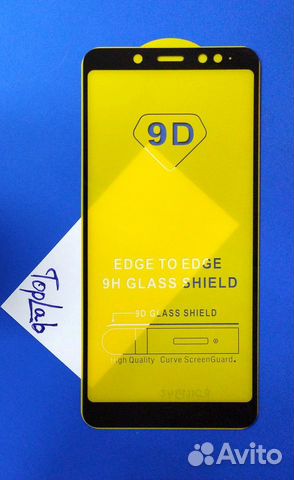 9D
EDGE TO EDGE
9H GLASS SHIELD
9D GLASS SHIELD
High Quality Curve ScreenGuard.
TopLab
Avito